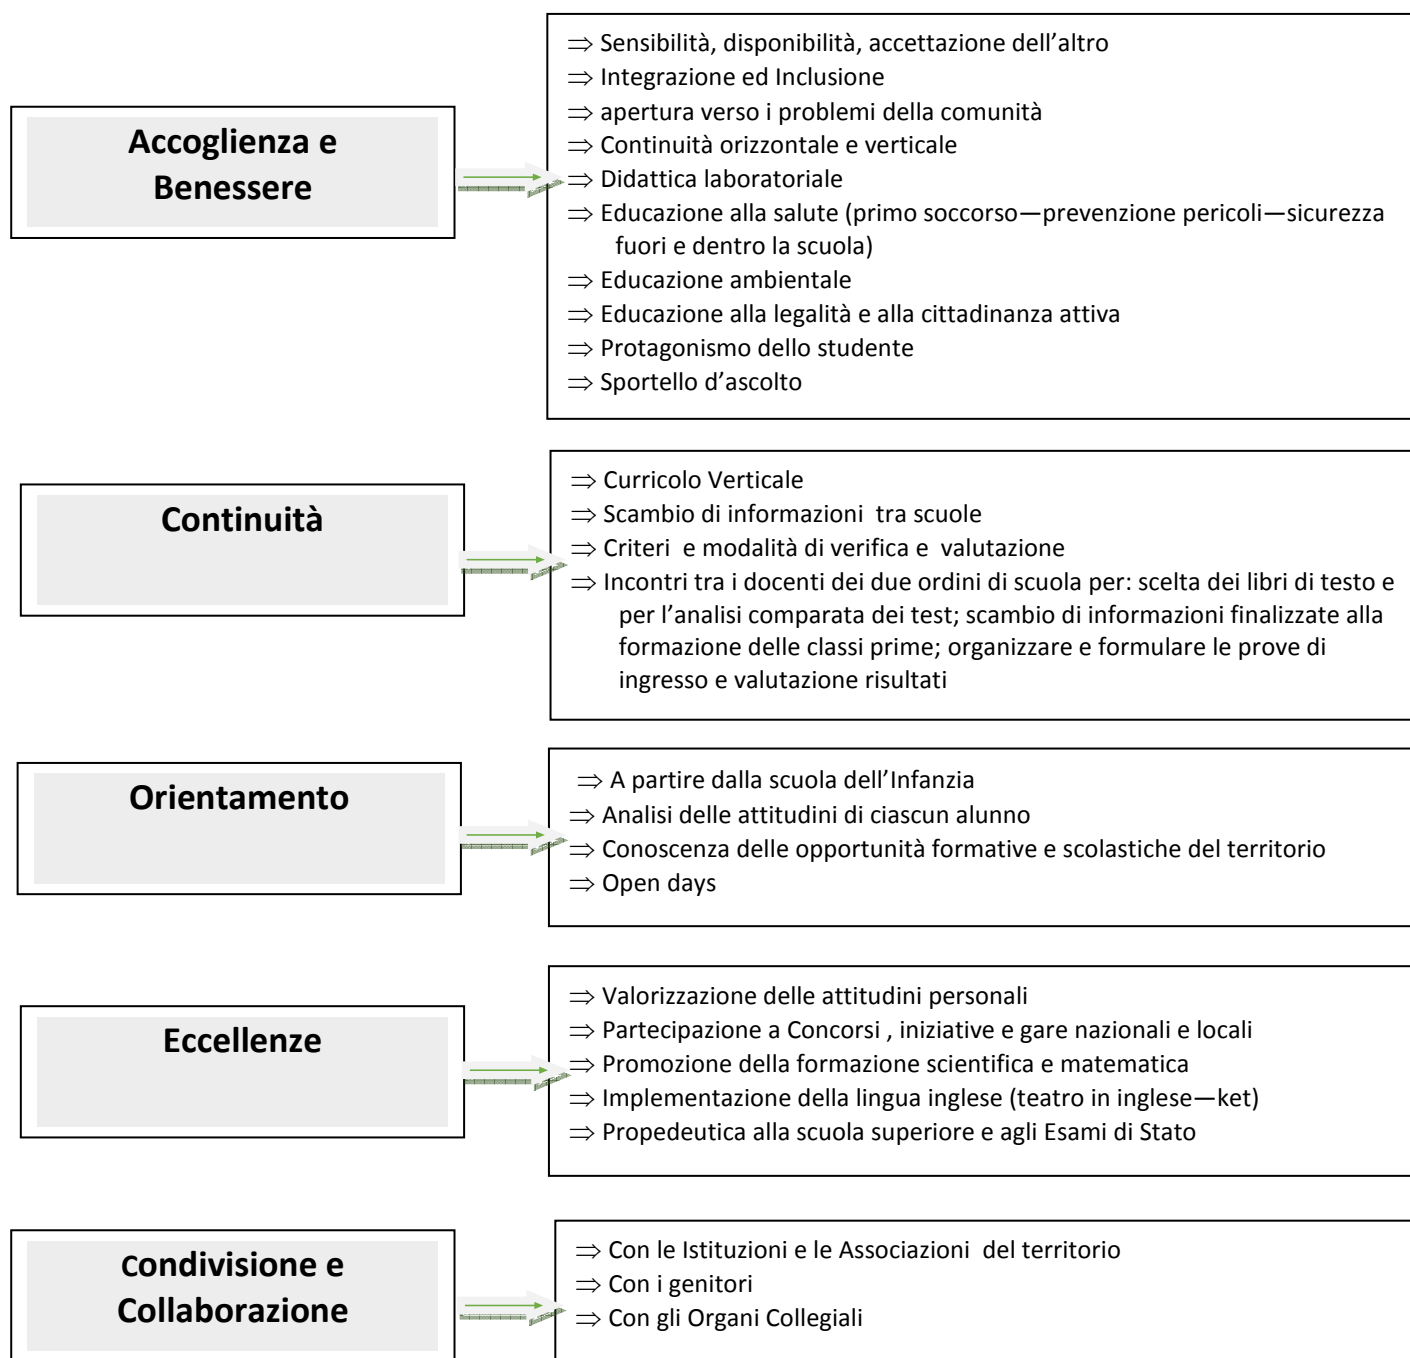 Accoglienza e
Benessere
⇒ Sensibilità, disponibilità, accettazione dell’altro
⇒ Integrazione ed Inclusione
⇒ apertura verso i problemi della comunità
⇒ Continuità orizzontale e verticale
⇒ Didattica laboratoriale
⇒ Educazione alla salute (primo soccorso—prevenzione pericoli—sicurezza
fuori e dentro la scuola)
⇒ Educazione ambientale
⇒ Educazione alla legalità e alla cittadinanza attiva
⇒ Protagonismo dello studente
⇒ Sportello d’ascolto
Continuità
⇒ Curricolo Verticale
⇒ Scambio di informazioni tra scuole
⇒ Criteri e modalità di verifica e valutazione
⇒ Incontri tra i docenti dei due ordini di scuola per: scelta dei libri di testo e
per l’analisi comparata dei test; scambio di informazioni finalizzate alla
formazione delle classi prime; organizzare e formulare le prove di
ingresso e valutazione risultati
Orientamento
⇒ A partire dalla scuola dell’Infanzia
⇒ Analisi delle attitudini di ciascun alunno
⇒ Conoscenza delle opportunità formative e scolastiche del territorio
⇒ Open days
Eccellenze
⇒ Valorizzazione delle attitudini personali
⇒ Partecipazione a Concorsi , iniziative e gare nazionali e locali
⇒ Promozione della formazione scientifica e matematica
⇒ Implementazione della lingua inglese (teatro in inglese—ket)
⇒ Propedeutica alla scuola superiore e agli Esami di Stato
Condivisione e
Collaborazione
⇒ Con le Istituzioni e le Associazioni del territorio
⇒ Con i genitori
⇒ Con gli Organi Collegiali